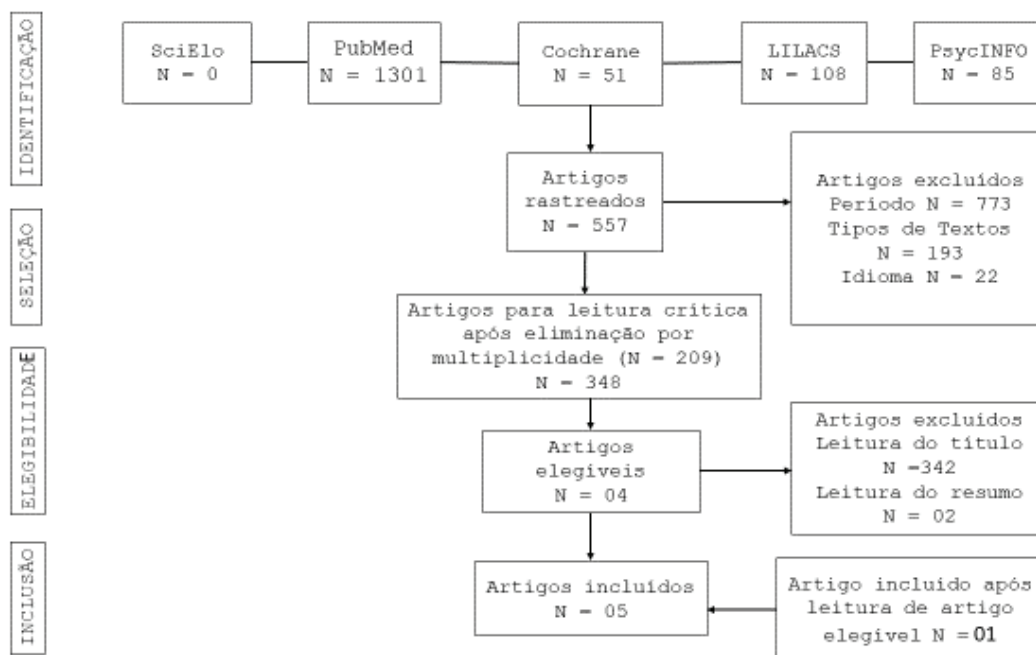 IDENTIFICAÇÃO
SciElo
N = 0
PubMed
N = 1301
Cochrane
N = 51
LILACS
N = 108
PsycINFO
N = 85
Artigos
rastreados
N = 557
Artigos excluídos
Período N = 773
Tipos de Textos
N = 193
Idioma N = 22
SELEÇÃO
Artigos para leitura crítica
após eliminação por
multiplicidade (N = 209)
N = 348
ELEGIBILIDADE
Artigos
elegíveis
N = 04
Artigos excluídos
Leitura do título
N =342
Leitura do resumo
N = 02
INCLUSÃO
Artigos incluídos
N = 05
Artigo incluido após
leitura de artigo
elegível N = 01